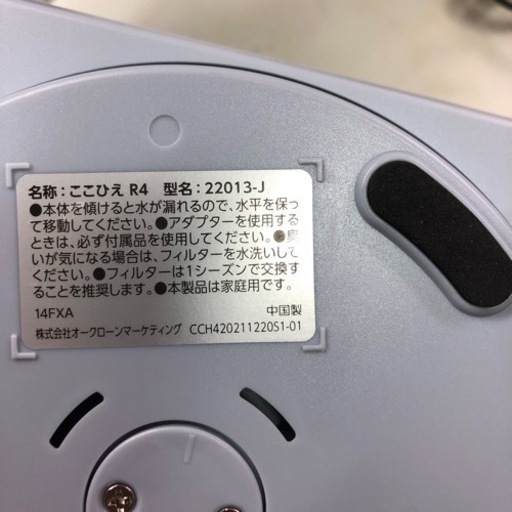 名称:ここひえ R4 型名:22013-J
●本体を傾けると水が漏れるので、水平を保っ
て移動してください。●アダプターを使用する
ときは、必ず付属品を使用してください。●臭
いが気になる場合は、フィルターを水洗いして
ください。●フィルターは1シーズンで交換す
ることを推奨します。●本製品は家庭用です。
14FXA 中国製
株式会社オークローンマーケティング CCH420211220S1-01